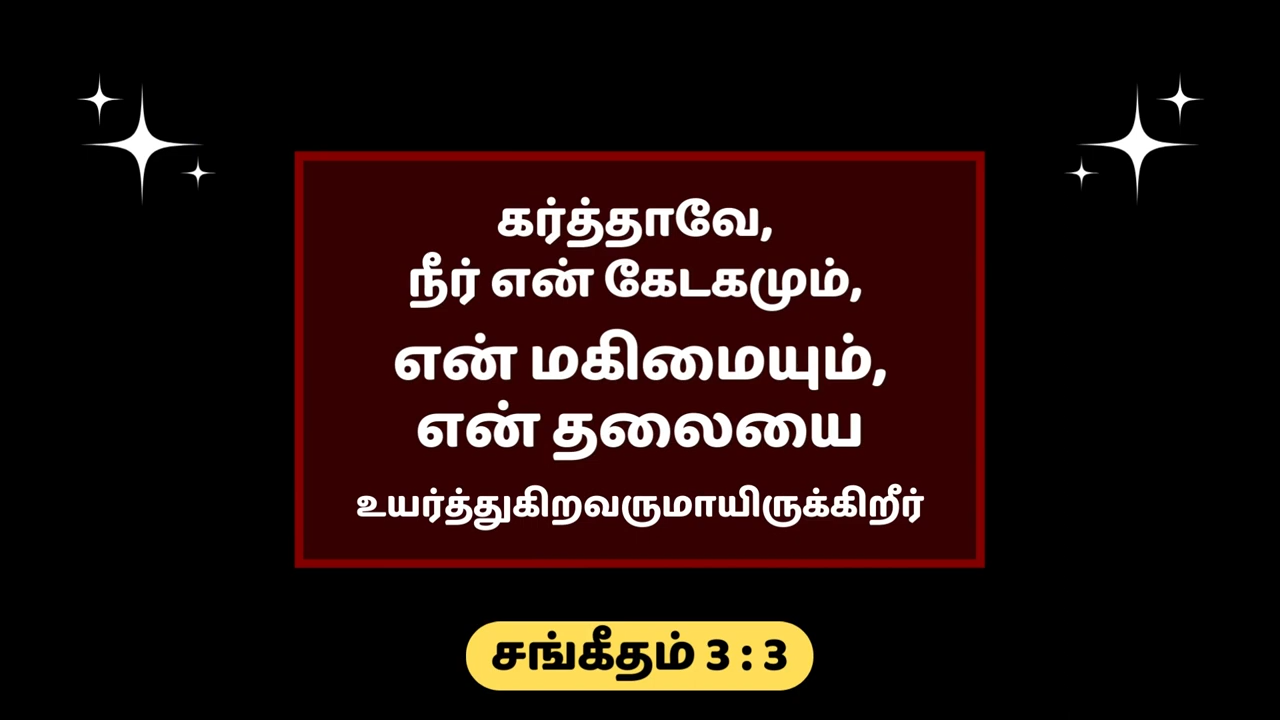 கர்த்தாவே,
நீர் என் கேடகமும்,
என் மகிமையும்,
என் தலையை
உயர்த்துகிறவருமாயிருக்கிறீர்
சங்கீதம் 3 : 3